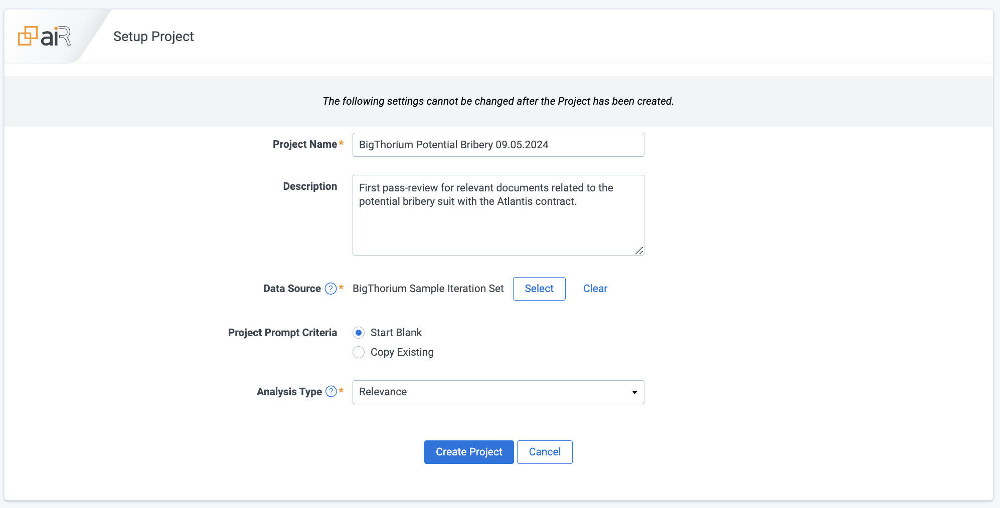 aiR
Setup Project
The following settings cannot be changed after the Project has been created.
Project Name * BigThorium Potential Bribery 09.05.2024
Description First pass-review for relevant documents related to the
potential bribery suit with the Atlantis contract.
Data Source ? * BigThorium Sample Iteration Set Select Clear
Project Prompt Criteria Start Blank
Copy Existing
Analysis Type ? * Relevance
Create Project Cancel